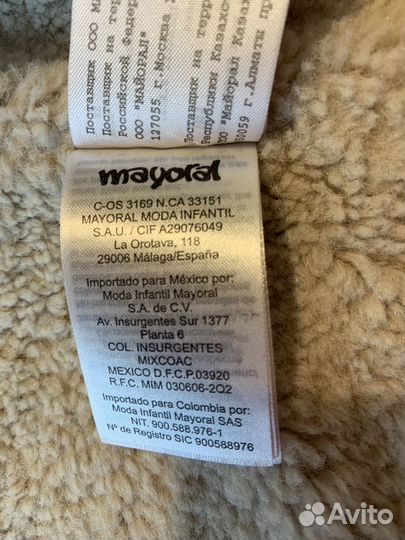 Поставщик ООО
Поставщик на терр
Российской Федер
ООО "МАЙОРАЛ"
127055 г.Москва
Поставщик на
Республики Казахо
ООО "Майорал Казах
г.Алматы
mayoral
C-OS 3169 N.CA 33151
MAYORAL MODA INFANTIL
S.A.U. / CIF A29076049
La Orotava, 118
29006 Málaga/España
Importado para México por:
Moda Infantil Mayoral
S.A. de C.V.
Av. Insurgentes Sur 1377
Planta 6
COL. INSURGENTES
MIXCOAC
MEXICO D.F.C.P.03920
R.F.C. MIM 030606-2Q2
Importado para Colombia por:
Moda Infantil Mayoral SAS
NIT. 900.588.976-1
Nº de Registro SIC 900588976
Avito